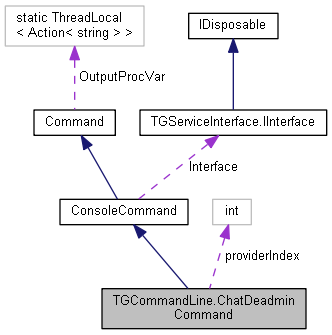 static ThreadLocal
< Action< string > >
IDisposable
OutputProcVar
Command
TGServiceInterface.IInterface
Interface
ConsoleCommand
int
providerIndex
TGCommandLine.ChatDeadmin
Command